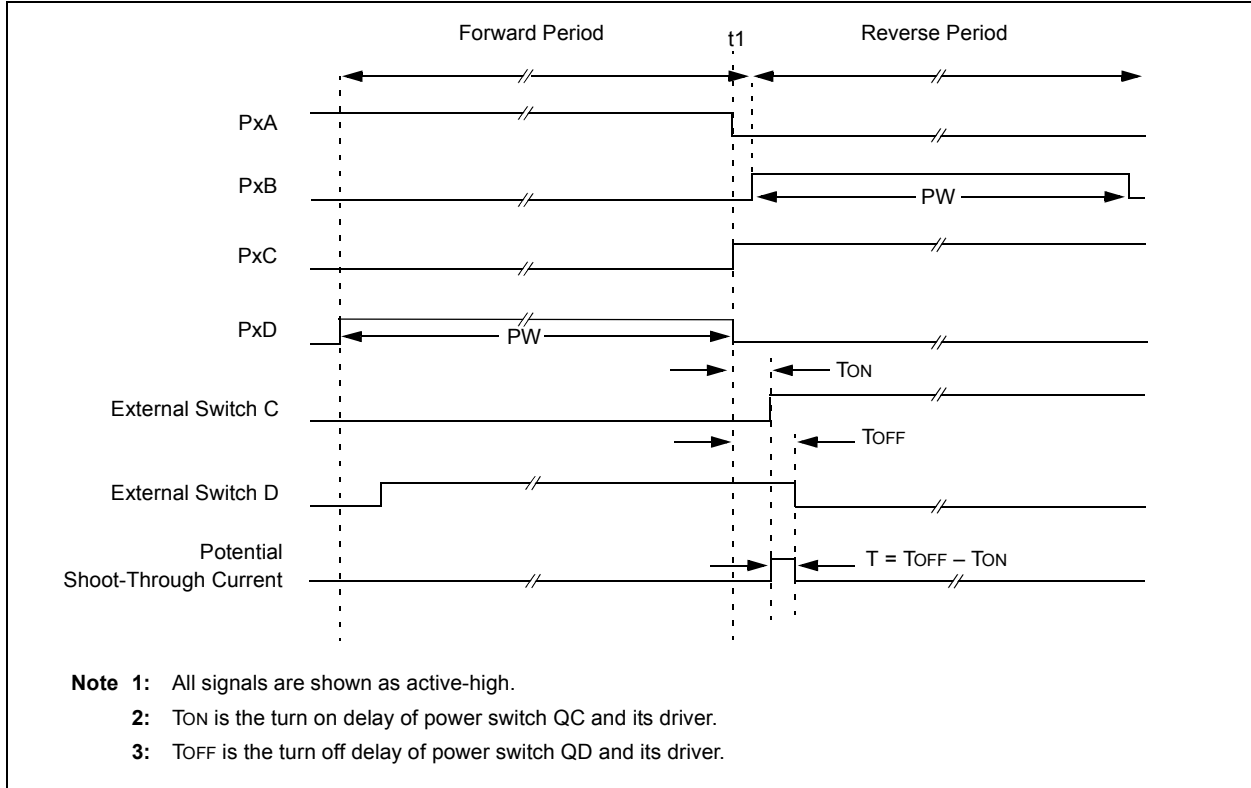 Forward Period
t1
Reverse Period
PxA
PxB
PW
PxC
PxD
PW
TON
External Switch C
TOFF
External Switch D
Potential
Shoot-Through Current
T = TOFF – TON
Note 1: All signals are shown as active-high.
2: TON is the turn on delay of power switch QC and its driver.
3: TOFF is the turn off delay of power switch QD and its driver.